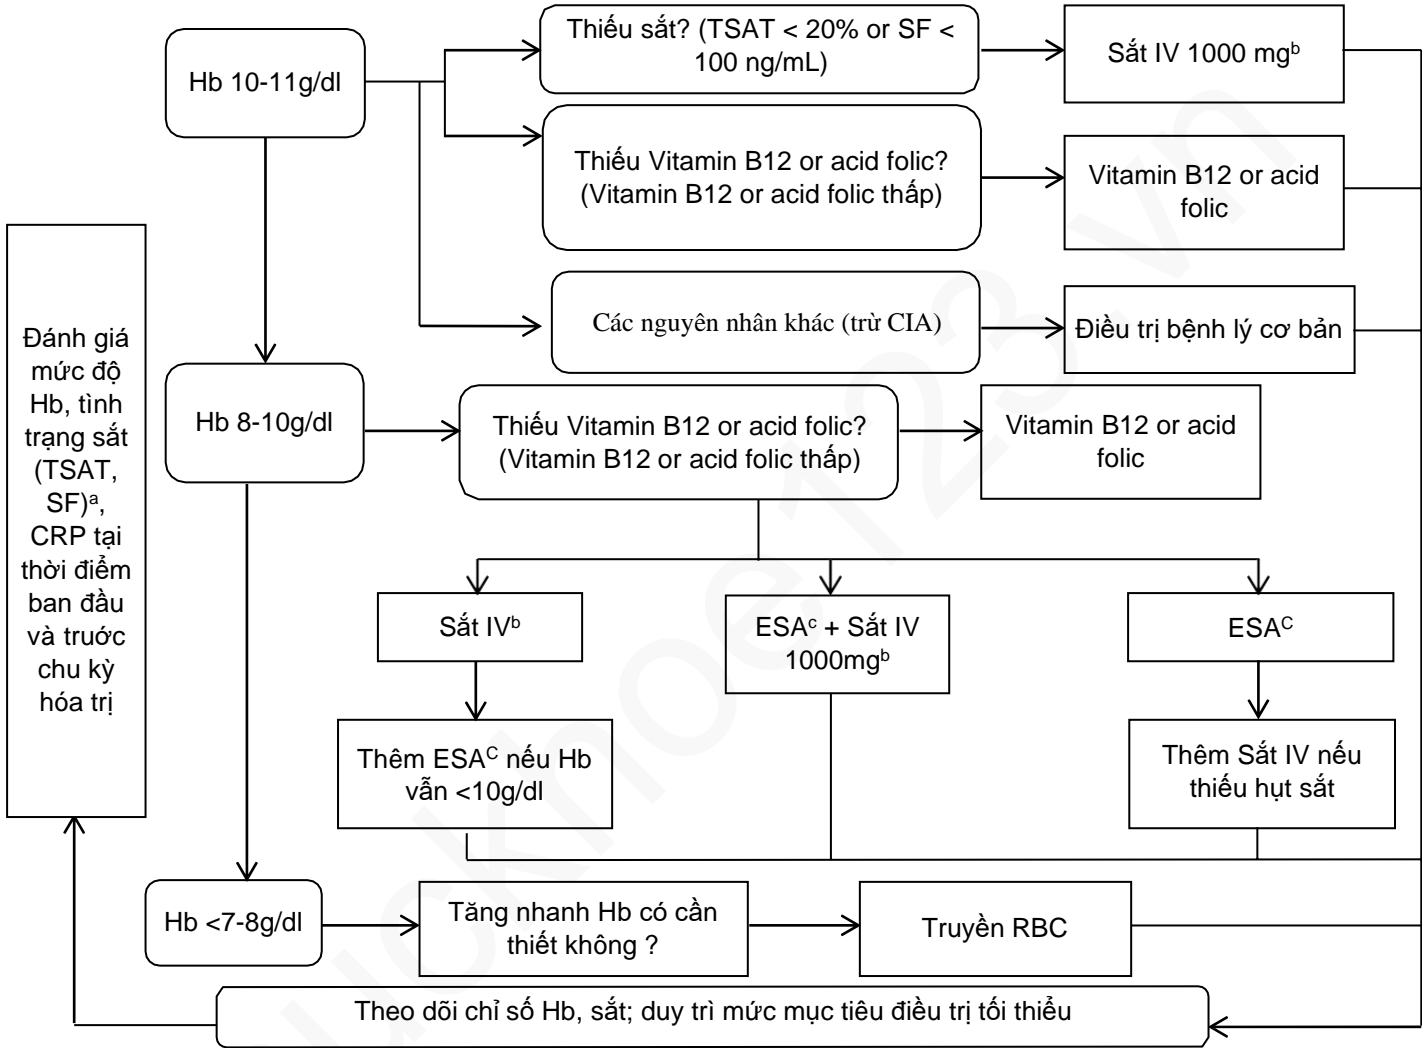 Thiếu sắt? (TSAT < 20% or SF <
100 ng/mL)
Sắt IV 1000 mgᵇ
Hb 10-11g/dl
Thiếu Vitamin B12 or acid folic?
(Vitamin B12 or acid folic thấp)
Vitamin B12 or acid
folic
Các nguyên nhân khác (trừ CIA)
Điều trị bệnh lý cơ bản
Đánh giá
mức độ
Hb, tình
trạng sắt
(TSAT,
SF)ᵃ,
CRP tại
thời điểm
ban đầu
và truớc
chu kỳ
hóa trị
Hb 8-10g/dl
Thiếu Vitamin B12 or acid folic?
(Vitamin B12 or acid folic thấp)
Vitamin B12 or acid
folic
Sắt IVᵇ
ESAᶜ + Sắt IV
1000mgᵇ
ESAC
Thêm ESAC nếu Hb
vẫn <10g/dl
Thêm Sắt IV nếu
thiếu hụt sắt
Hb <7-8g/dl
Tăng nhanh Hb có cần
thiết không ?
Truyền RBC
Theo dõi chỉ số Hb, sắt; duy trì mức mục tiêu điều trị tối thiểu
uckhoe123.vn